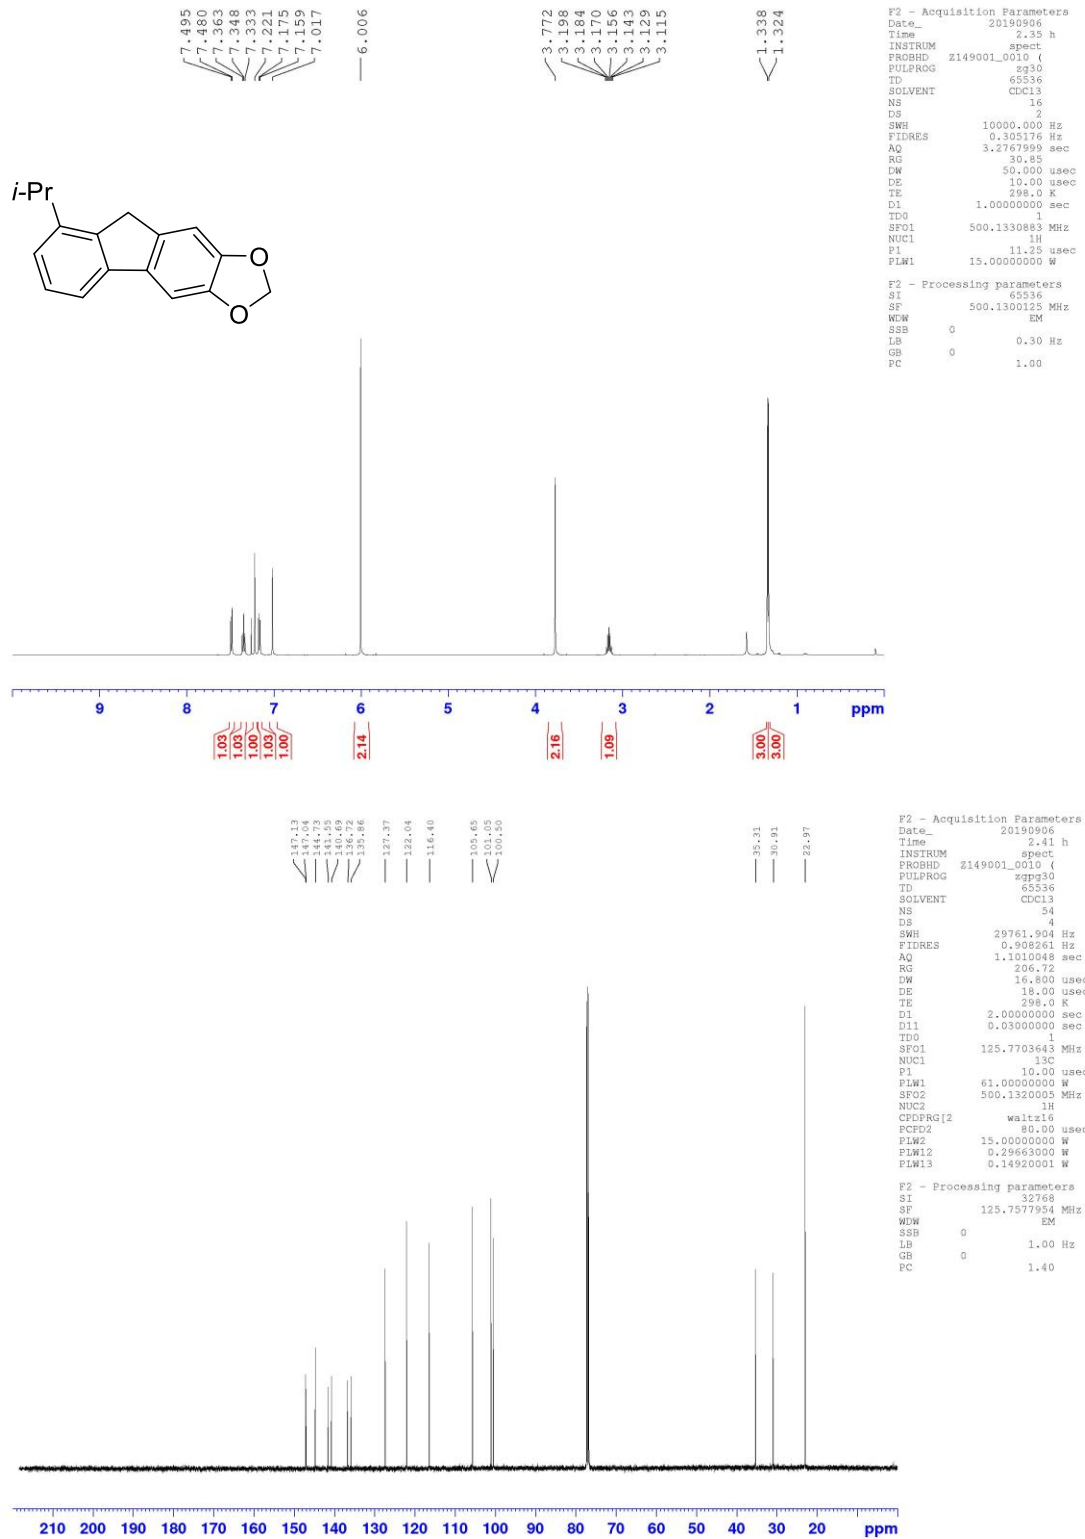 7.495
7.480
7.363
7.348
7.333
7.221
7.175
7.159
7.017
6.006
3.772
3.198
3.184
3.170
3.156
3.143
3.129
3.115
1.338
1.324
F2 - Acquisition Parameters
Date_ 20190906
Time 2.35 h
INSTRUM spect
PROBHD Z149001_0010 (
PULPROG zg30
TD 65536
SOLVENT CDCl3
NS 16
DS 2
SWH 10000.000 Hz
FIDRES 0.305176 Hz
AQ 3.2767999 sec
RG 30.85
DW 50.000 usec
DE 10.00 usec
TE 298.0 K
D1 1.00000000 sec
TD0 1
SFO1 500.1330883 MHz
NUC1 1H
P1 11.25 usec
PLW1 15.00000000 W
F2 - Processing parameters
SI 65536
SF 500.1300125 MHz
WDW EM
SSB 0
LB 0.30 Hz
GB 0
PC 1.00
i-Pr
O
O
9 8 7 6 5 4 3 2 1 ppm
1.03
1.03
1.00
1.03
1.00
2.14
2.16
1.09
3.00
3.00
147.13
147.04
144.73
141.55
140.69
136.72
135.86
127.37
122.04
116.40
105.65
101.05
100.50
35.31
30.91
22.97
F2 - Acquisition Parameters
Date_ 20190906
Time 2.41 h
INSTRUM spect
PROBHD Z149001_0010 (
PULPROG zgpg30
TD 65536
SOLVENT CDCl3
NS 54
DS 4
SWH 29761.904 Hz
FIDRES 0.908261 Hz
AQ 1.1010048 sec
RG 206.72
DW 16.800 usec
DE 18.00 usec
TE 298.0 K
D1 2.00000000 sec
D11 0.03000000 sec
TD0 1
SFO1 125.7703643 MHz
NUC1 13C
P1 10.00 usec
PLW1 61.00000000 W
SFO2 500.1320005 MHz
NUC2 1H
CPDPRG[2 waltz16
PCPD2 80.00 usec
PLW2 15.00000000 W
PLW12 0.29663000 W
PLW13 0.14920001 W
F2 - Processing parameters
SI 32768
SF 125.7577954 MHz
WDW EM
SSB 0
LB 1.00 Hz
GB 0
PC 1.40
210 200 190 180 170 160 150 140 130 120 110 100 90 80 70 60 50 40 30 20 ppm